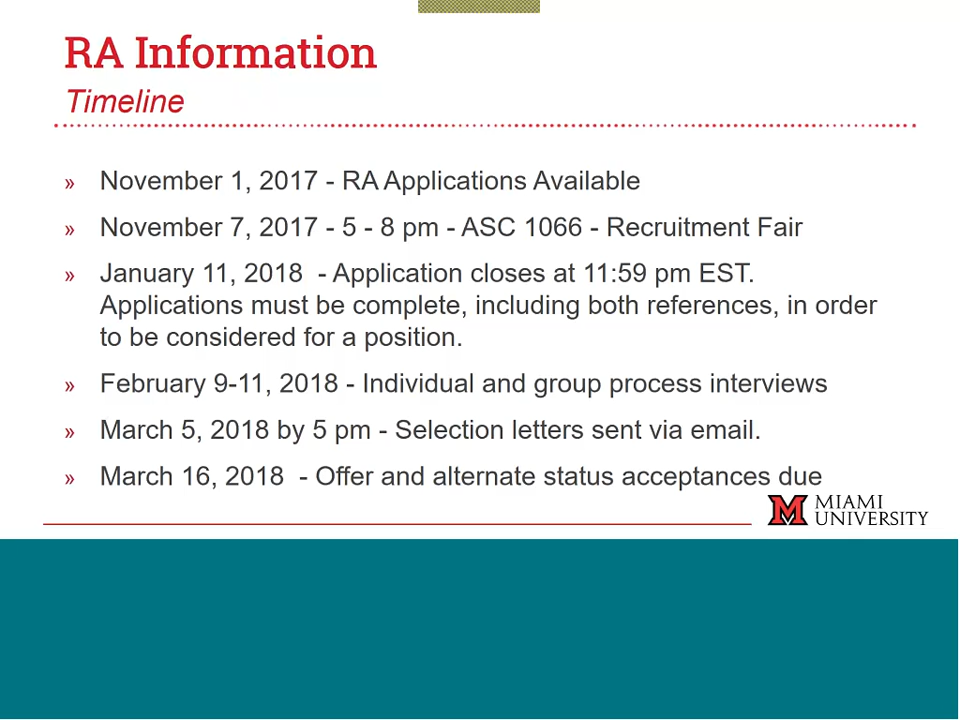 RA Information
Timeline
» November 1, 2017 - RA Applications Available
» November 7, 2017 - 5 - 8 pm - ASC 1066 - Recruitment Fair
» January 11, 2018  - Application closes at 11:59 pm EST.
Applications must be complete, including both references, in order
to be considered for a position.
» February 9-11, 2018 - Individual and group process interviews
» March 5, 2018 by 5 pm - Selection letters sent via email.
» March 16, 2018  - Offer and alternate status acceptances due
M MIAMI
UNIVERSITY